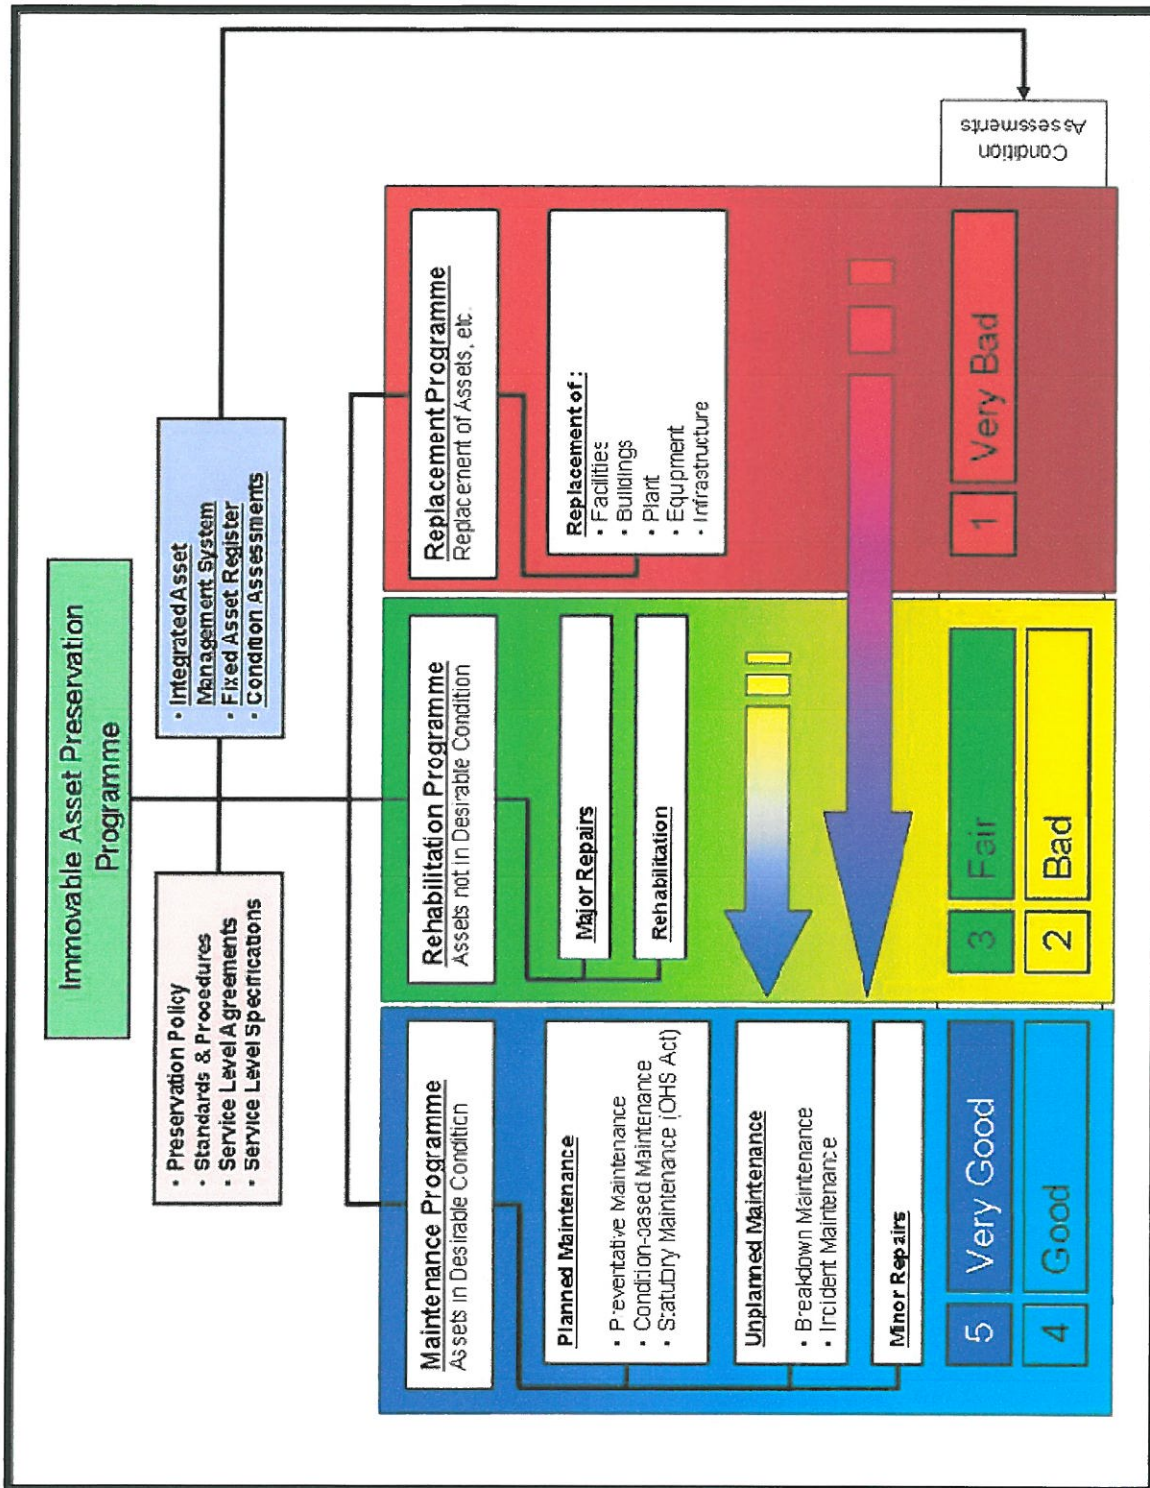 Immovable Asset Preservation
Programme
· Preservation Policy
· Standards & Procedures
· Service Level Agreements
· Service Level Specifications
· Integrated Asset
Management System
· Fixed Asset Register
· Condition Assessments
Maintenance Programme
Assets in Desirable Condition
Planned Maintenance
· Preventative Maintenance
· Condition-based Maintenance
· Statutory Maintenance (OHS Act)
Unplanned Maintenance
· Breakdown Maintenance
· Incident Maintenance
Minor Repairs
5 Very Good
4 Good
Rehabilitation Programme
Assets not in Desirable Condition
Major Repairs
Rehabilitation
3 Fair
2 Bad
Replacement Programme
Replacement of Assets, etc.
Replacement of :
· Facilities
· Buildings
· Plant
· Equipment
· Infrastructure
1 Very Bad
Condition
Assessments